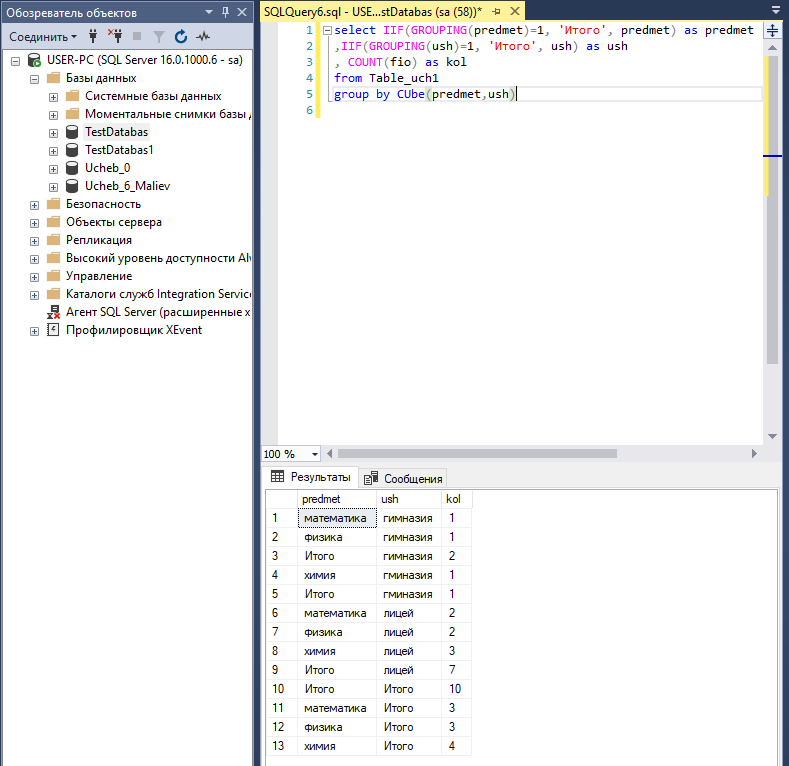 Обозреватель объектов
Соединить
USER-PC (SQL Server 16.0.1000.6 - sa)
Базы данных
Системные базы данных
Моментальные снимки базы
TestDatabas
TestDatabas1
Ucheb_0
Ucheb_6_Maliev
Безопасность
Объекты сервера
Репликация
Высокий уровень доступности Alw
Управление
Каталоги служб Integration Service
Агент SQL Server (расширенные х
Профилировщик XEvent
SQLQuery6.sql - USE...stDatabas (sa (58))*
1 select IIF(GROUPING(predmet)=1, 'Итого', predmet) as predmet
2 ,IIF(GROUPING(ush)=1, 'Итого', ush) as ush
3 , COUNT(fio) as kol
4 from Table_uch1
5 group by CUbe(predmet,ush)
6
100 %
Результаты Сообщения
predmet ush kol
1 математика гимназия 1
2 физика гимназия 1
3 Итого гимназия 2
4 химия гминазия 1
5 Итого гминазия 1
6 математика лицей 2
7 физика лицей 2
8 химия лицей 3
9 Итого лицей 7
10 Итого Итого 10
11 математика Итого 3
12 физика Итого 3
13 химия Итого 4